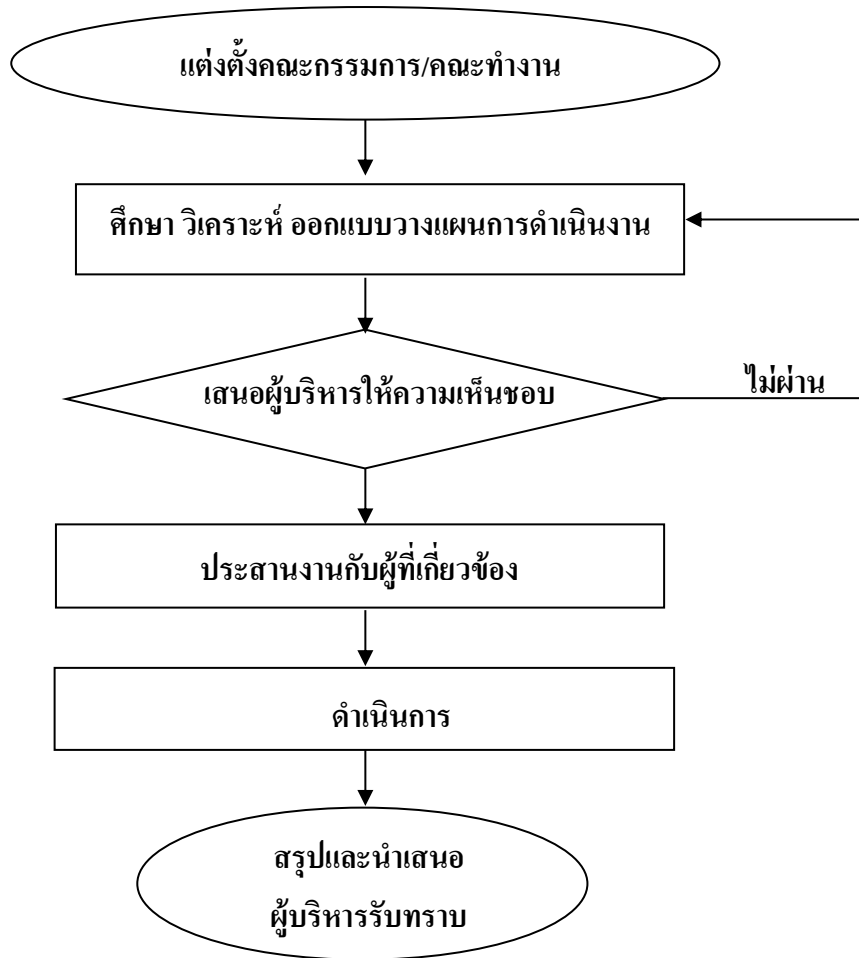 แต่งตั้งคณะกรรมการ/คณะทำงาน
ศึกษา วิเคราะห์ ออกแบบวางแผนการดำเนินงาน
เสนอผู้บริหารให้ความเห็นชอบ
ไม่ผ่าน
ประสานงานกับผู้ที่เกี่ยวข้อง
ดำเนินการ
สรุปและนำเสนอ
ผู้บริหารรับทราบ